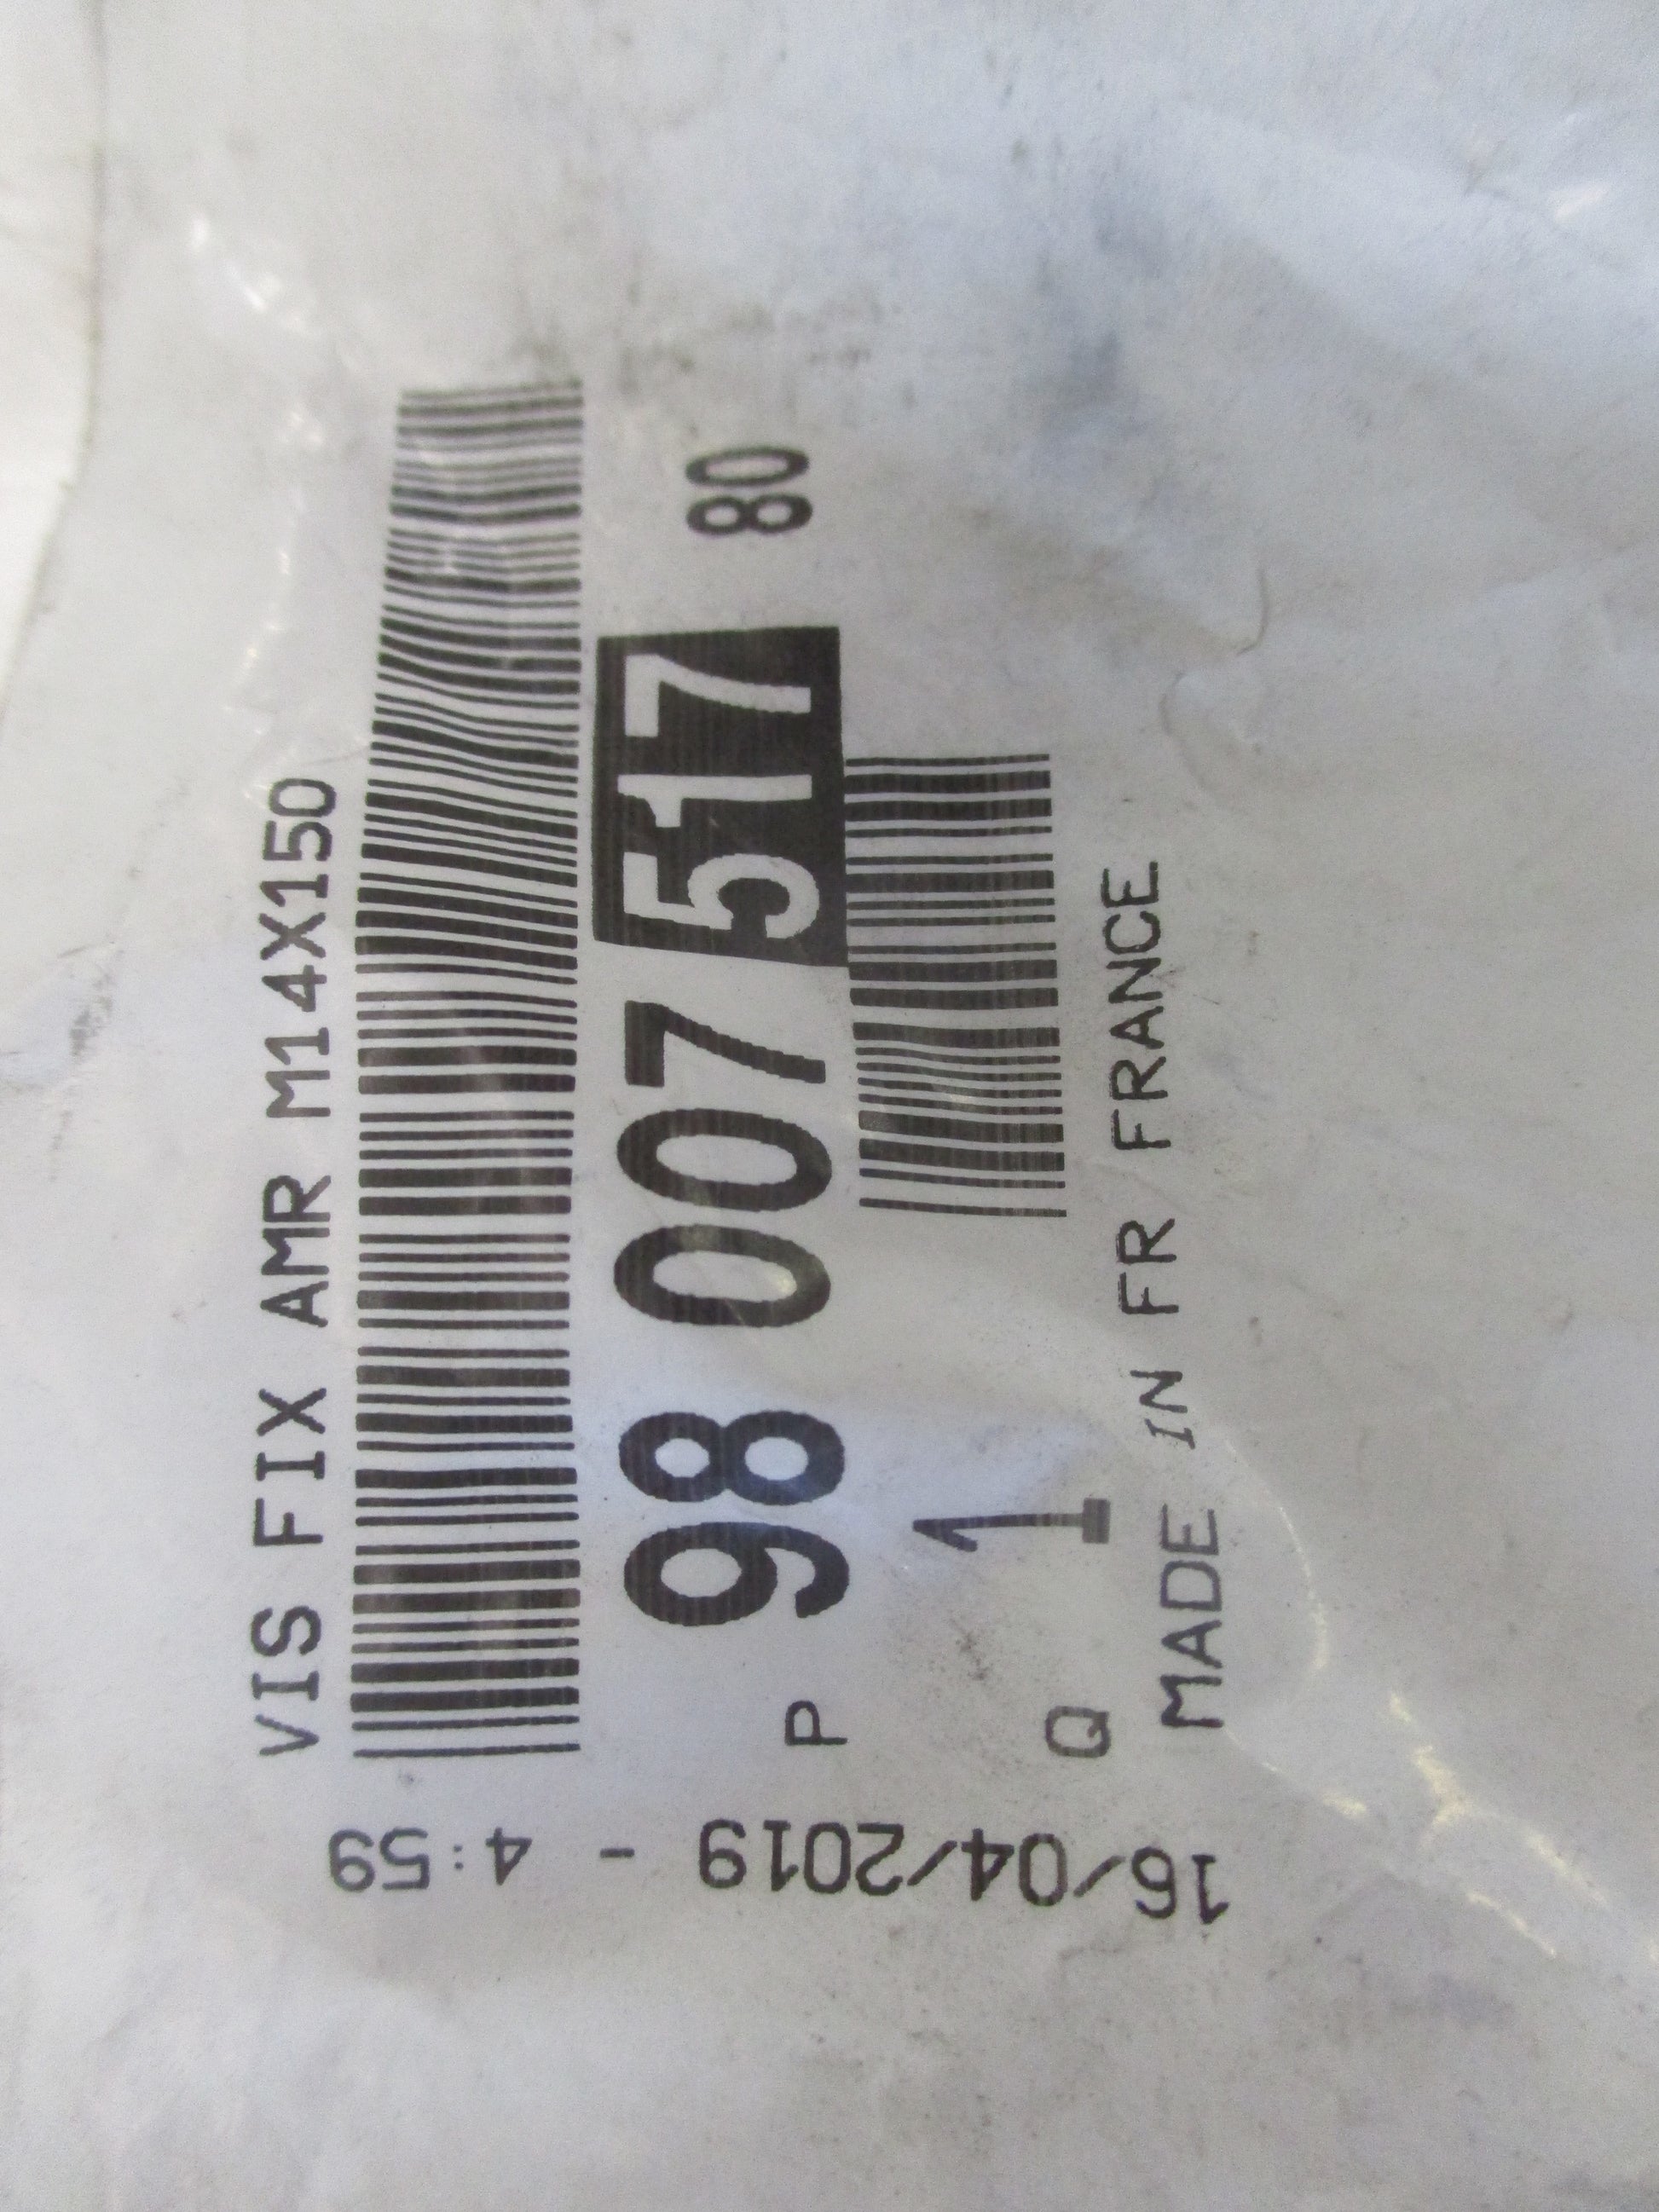 VIS FIX AMR M14X150
P 98 007 517 80
Q 1
MADE IN FR FRANCE
16/04/2019 - 4:59